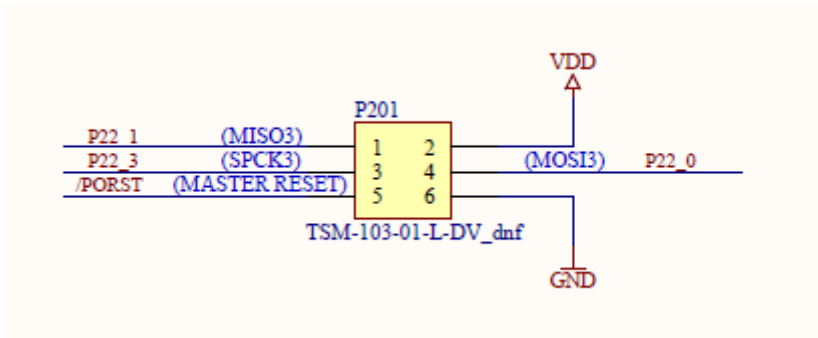 VDD
P201
P22_1 (MISO3) 1 2
P22_3 (SPCK3) 3 4 (MOSI3) P22_0
/PORST (MASTER RESET) 5 6
TSM-103-01-L-DV_dnf
GND